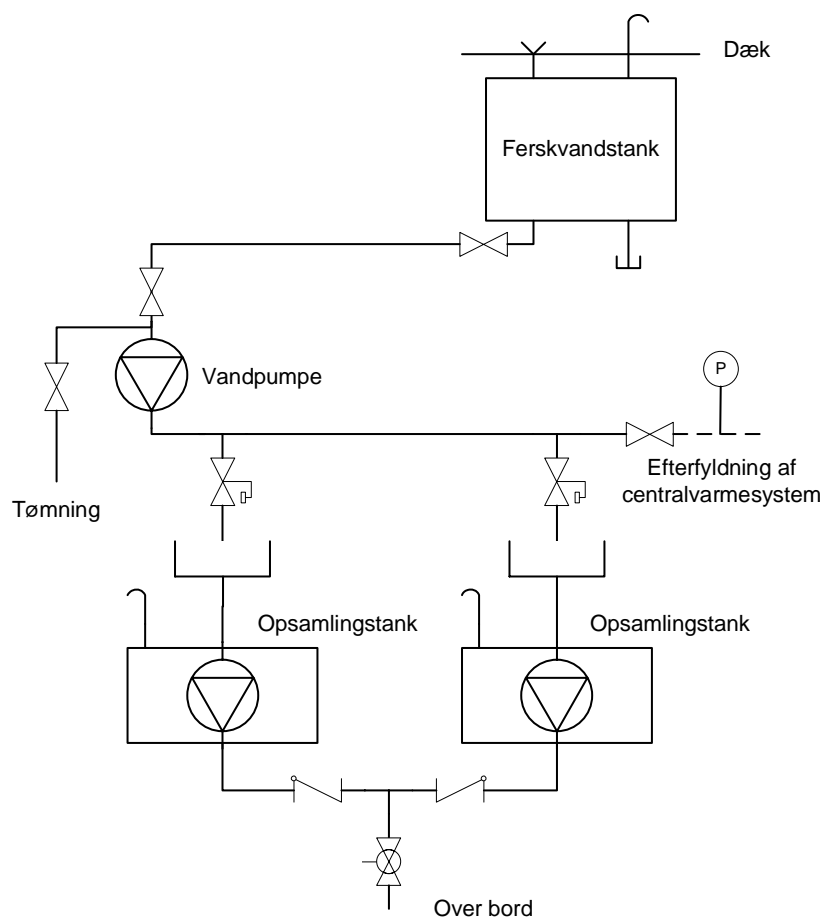 Dæk
Ferskvandstank
Vandpumpe
P
Efterfyldning af
centralvarmesystem
Tømning
Opsamlingstank
Opsamlingstank
Over bord